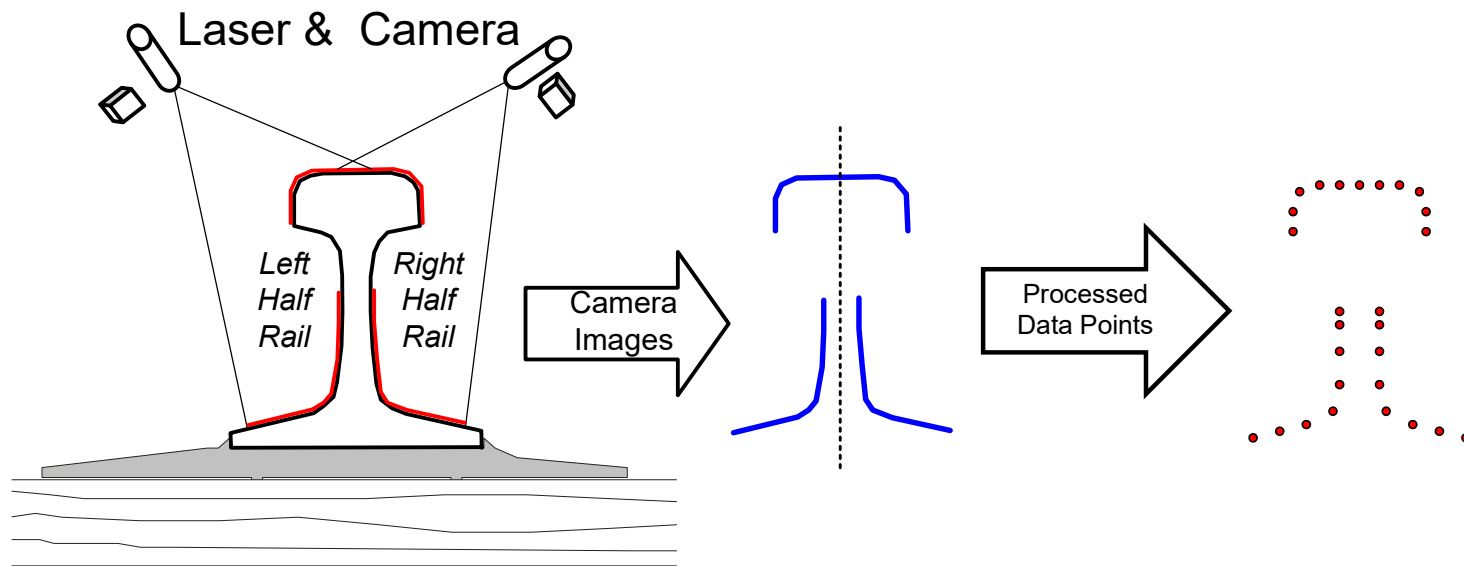 Laser & Camera
Left
Half
Rail
Right
Half
Rail
Camera
Images
Processed
Data Points